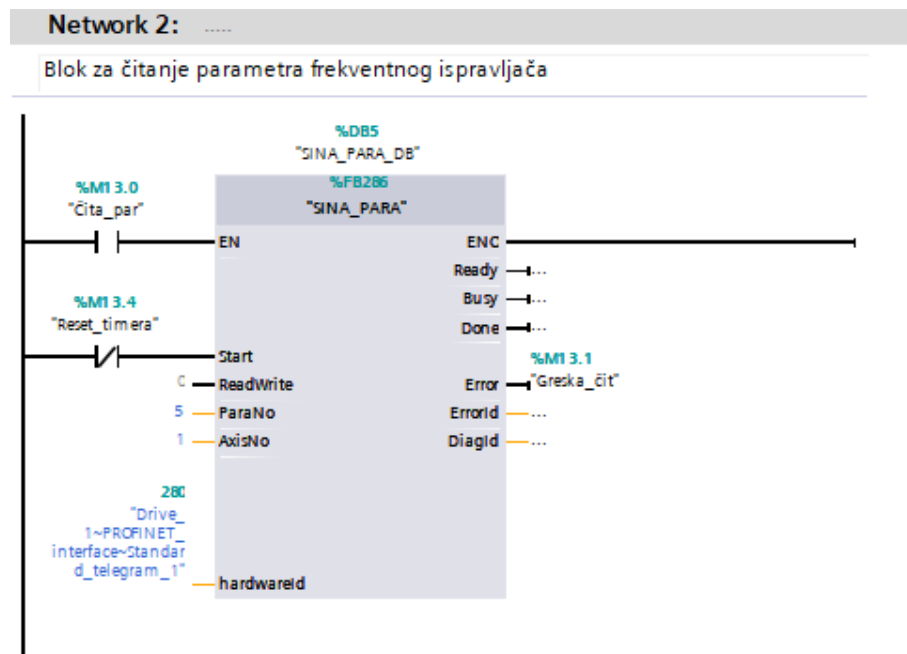 Network 2: .....
Blok za čitanje parametra frekventnog ispravljača
%DB5
"SINA_PARA_DB"
%M13.0
"Čita_par"
%FB286
"SINA_PARA"
EN
ENO
Ready
...
Busy
...
%M13.4
"Reset_timera"
Done
...
Start
0
ReadWrite
%M13.1
Error
"Greska_čit"
5
ParaNo
ErrorId
...
1
AxisNo
DiagId
...
280
"Drive_
1~PROFINET_
interface~Standar
d_telegram_1"
hardwareId